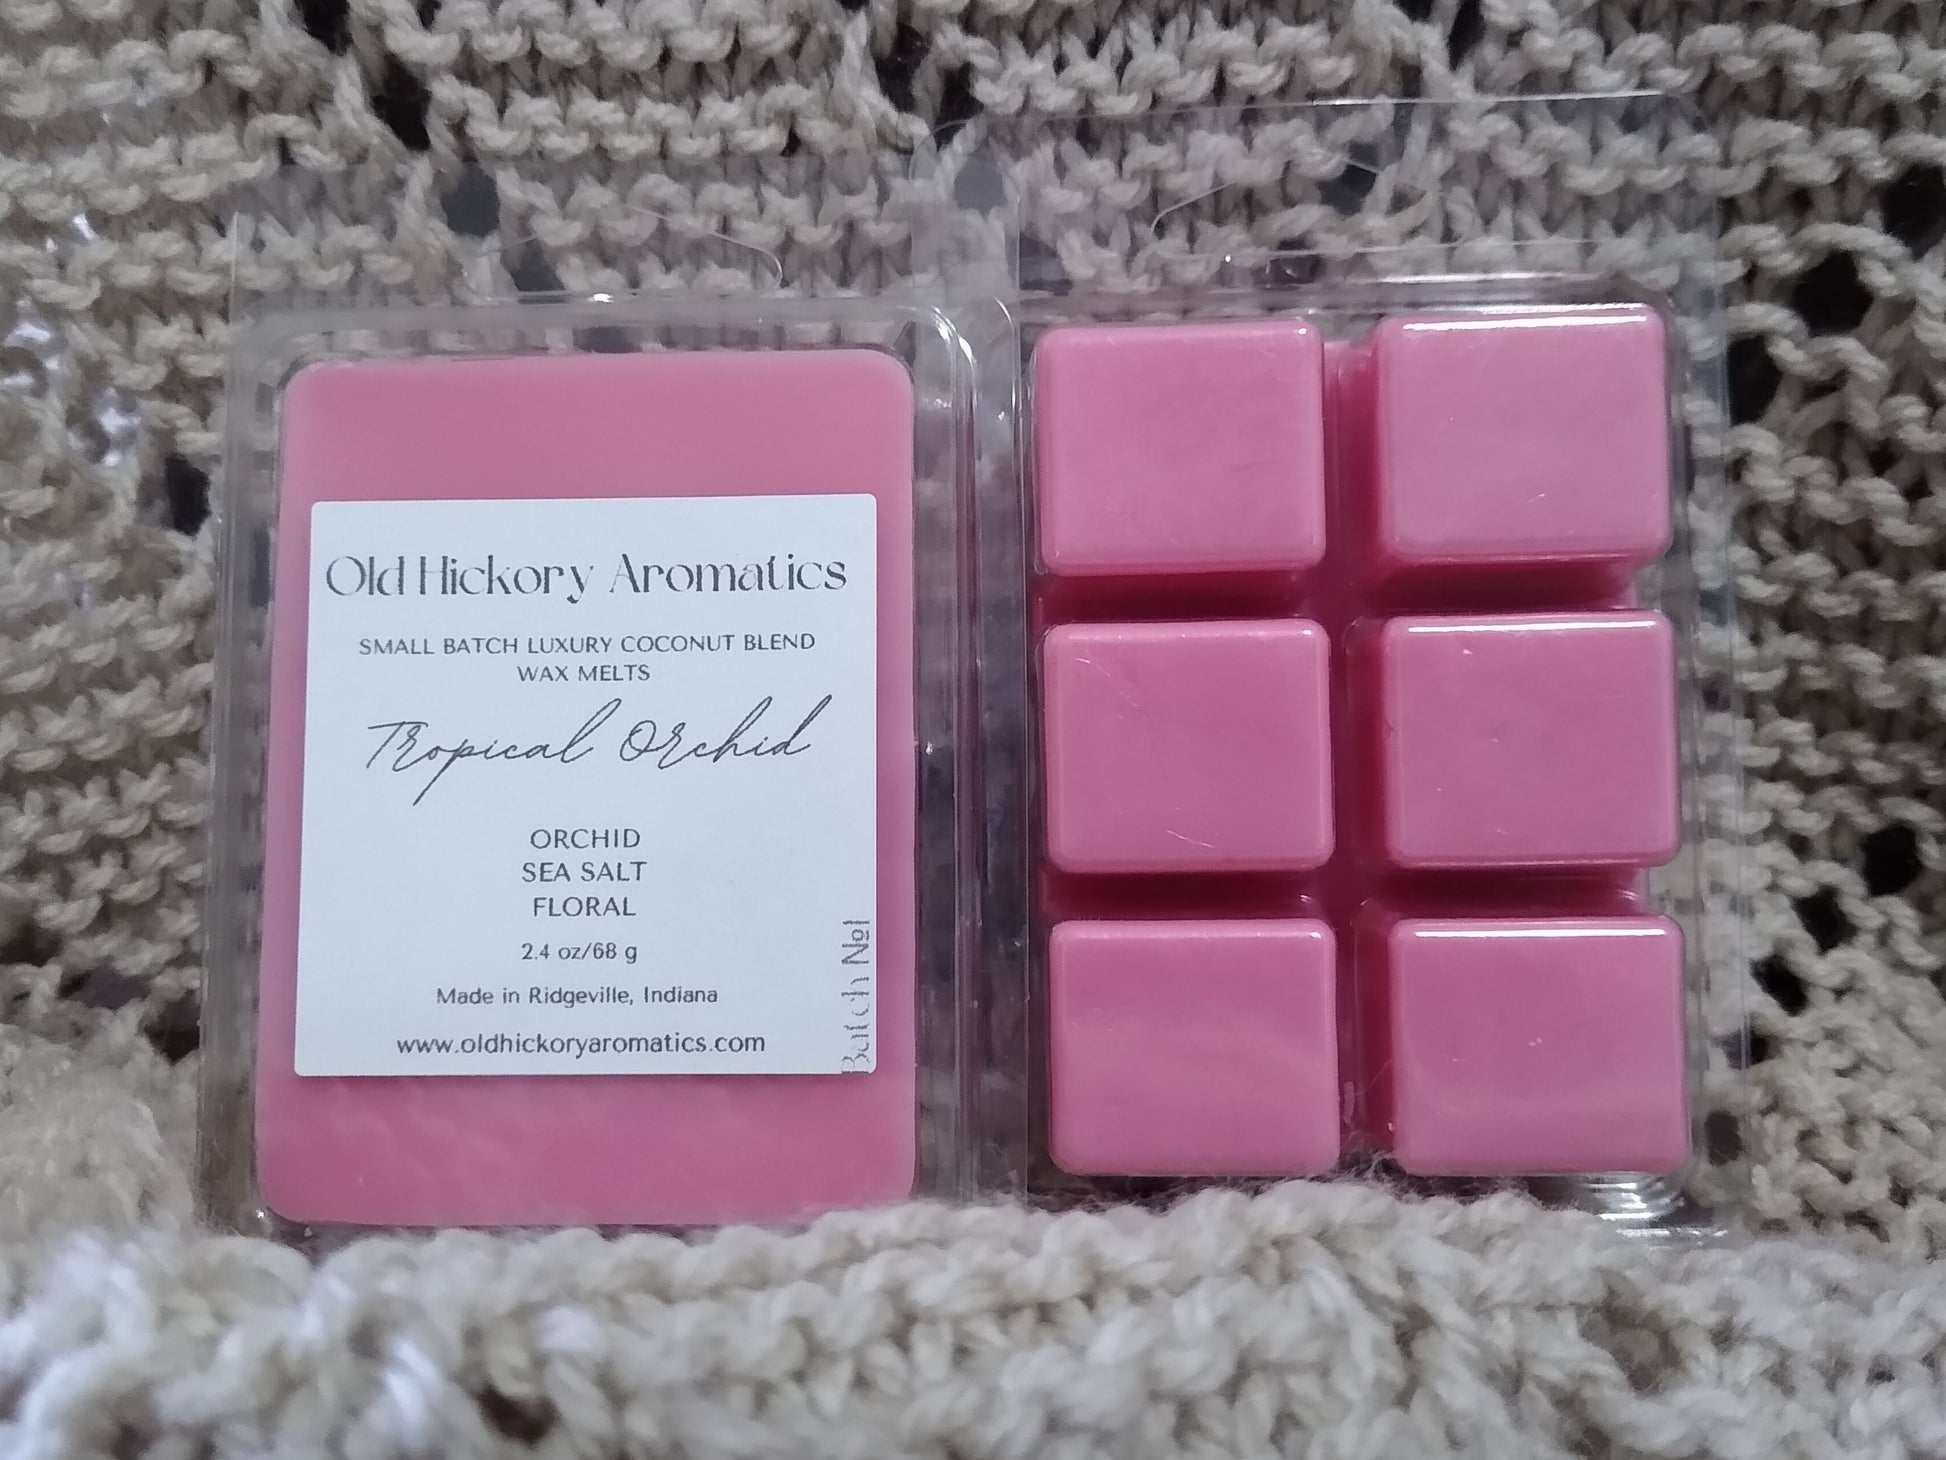 Old Hickory Aromatics
SMALL BATCH LUXURY COCONUT BLEND
WAX MELTS
Tropical Orchid
ORCHID
SEA SALT
FLORAL
2.4 oz/68 g
Made in Ridgeville, Indiana
www.oldhickoryaromatics.com
Batch №1